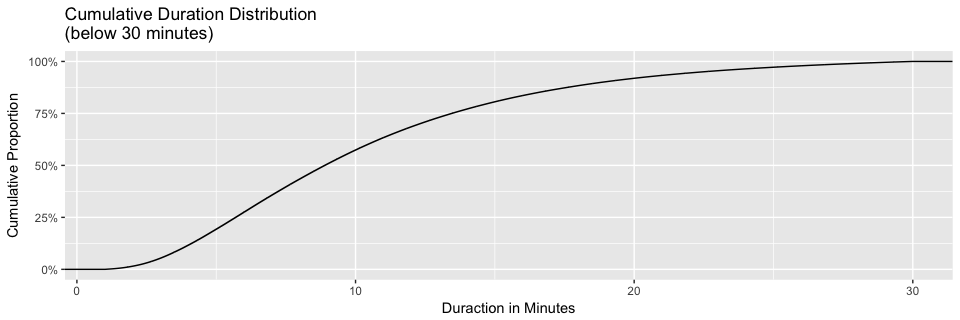 Cumulative Duration Distribution
(below 30 minutes)
100%
75%
50%
25%
0%
Cumulative Proportion
0 10 20 30
Duraction in Minutes